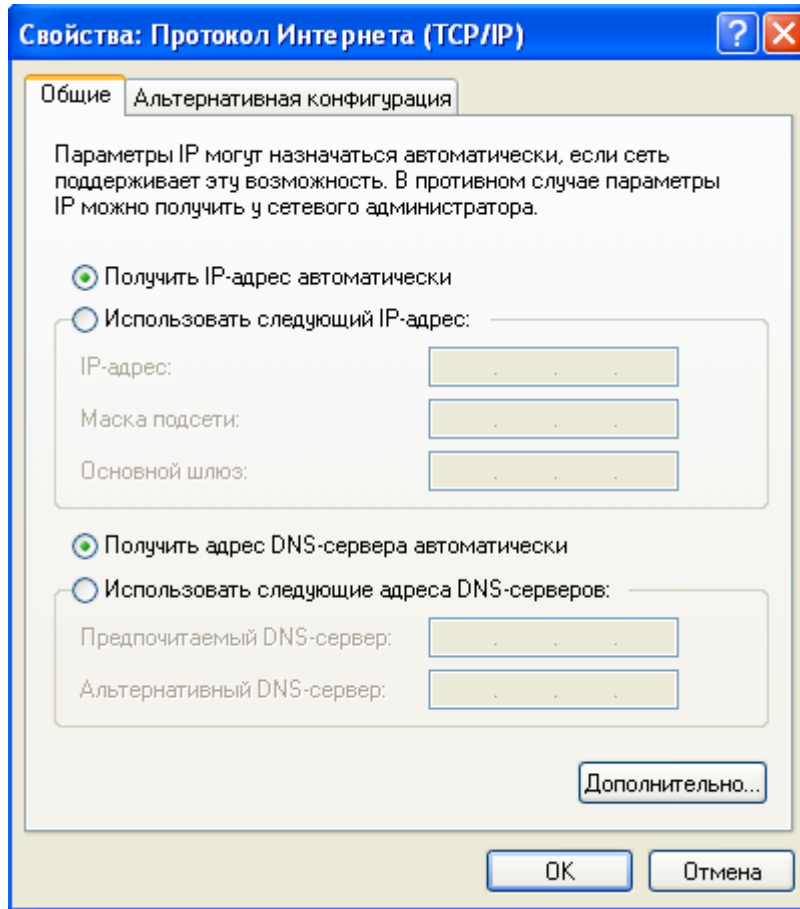 Свойства: Протокол Интернета (TCP/IP)
Общие
Альтернативная конфигурация
Параметры IP могут назначаться автоматически, если сеть
поддерживает эту возможность. В противном случае параметры
IP можно получить у сетевого администратора.
Получить IP-адрес автоматически
Использовать следующий IP-адрес:
IP-адрес:
Маска подсети:
Основной шлюз:
Получить адрес DNS-сервера автоматически
Использовать следующие адреса DNS-серверов:
Предпочитаемый DNS-сервер:
Альтернативный DNS-сервер:
Дополнительно...
OK
Отмена